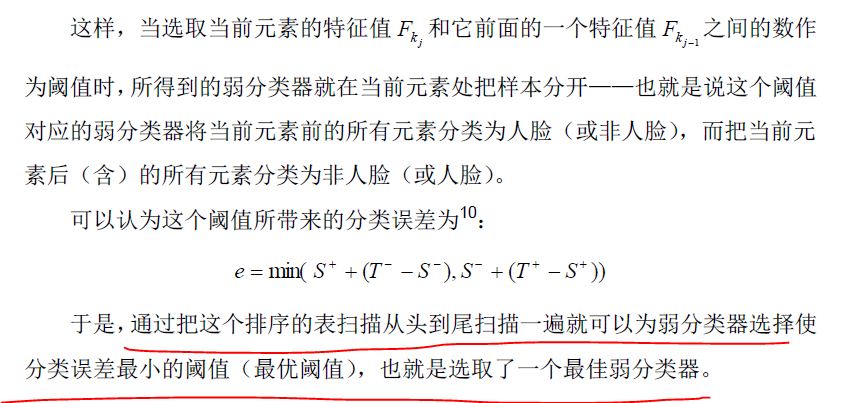 这样，当选取当前元素的特征值 F_{k_j} 和它前面的一个特征值 F_{k_{j-1}} 之间的数作
为阈值时，所得到的弱分类器就在当前元素处把样本分开——也就是说这个阈值
对应的弱分类器将当前元素前的所有元素分类为人脸（或非人脸），而把当前元
素后（含）的所有元素分类为非人脸（或人脸）。
可以认为这个阈值所带来的分类误差为^{10}：
e = min( S^+ + (T^- − S^-), S^- + (T^+ − S^+))
于是，通过把这个排序的表扫描从头到尾扫描一遍就可以为弱分类器选择使
分类误差最小的阈值（最优阈值），也就是选取了一个最佳弱分类器。